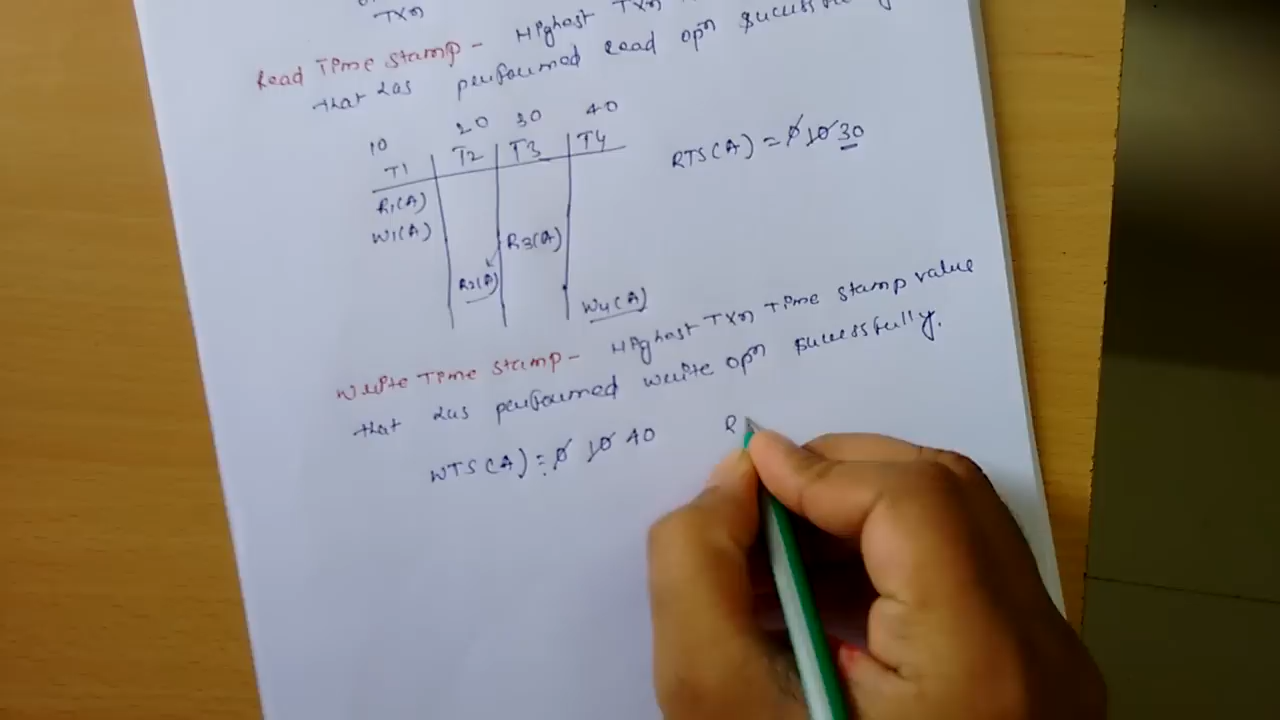 Txn
Read Time Stamp - Highest Txn
that has performed read opn successfully
10 20 30 40
T1 T2 T3 T4
RTS(A) = 0 10 30
R1(A)
W1(A) R3(A)
R2(A)
W4(A)
Write Time Stamp - Highest Txn Time Stamp value
that has performed write opn successfully.
WTS(A) = 0 10 40 R